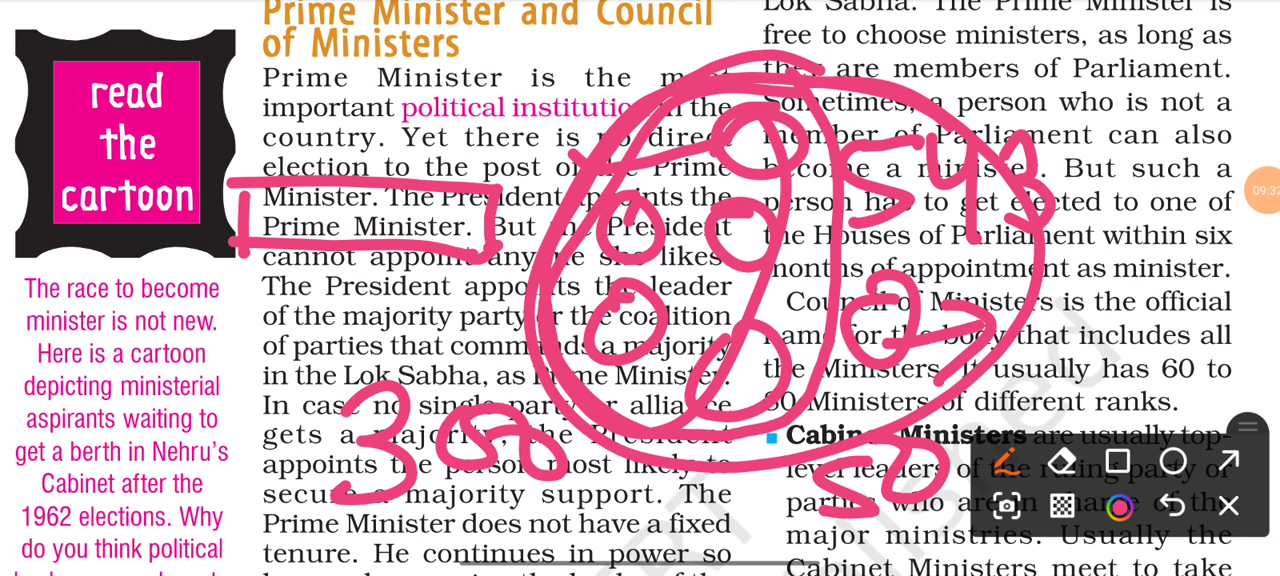 read
the
cartoon
The race to become
minister is not new.
Here is a cartoon
depicting ministerial
aspirants waiting to
get a berth in Nehru's
Cabinet after the
1962 elections. Why
do you think political
Prime Minister and Council
of Ministers
Prime Minister is the most
important political institution in the
country. Yet there is no direct
election to the post of the Prime
Minister. The President appoints the
Prime Minister. But the President
cannot appoint anyone she likes.
The President appoints the leader
of the majority party or the coalition
of parties that commands a majority
in the Lok Sabha, as Prime Minister.
In case no single party or alliance
gets a majority, the President
appoints the person most likely to
secure a majority support. The
Prime Minister does not have a fixed
tenure. He continues in power so
Lok Sabha. The Prime Minister is
free to choose ministers, as long as
they are members of Parliament.
Sometimes, a person who is not a
member of Parliament can also
become a minister. But such a
person has to get elected to one of
the Houses of Parliament within six
months of appointment as minister.
Council of Ministers is the official
name for the body that includes all
the Ministers. It usually has 60 to
80 Ministers of different ranks.
Cabinet Ministers are usually top-
level leaders of the ruling party or
parties who are in charge of the
major ministries. Usually the
Cabinet Ministers meet to take
543
50
09:32